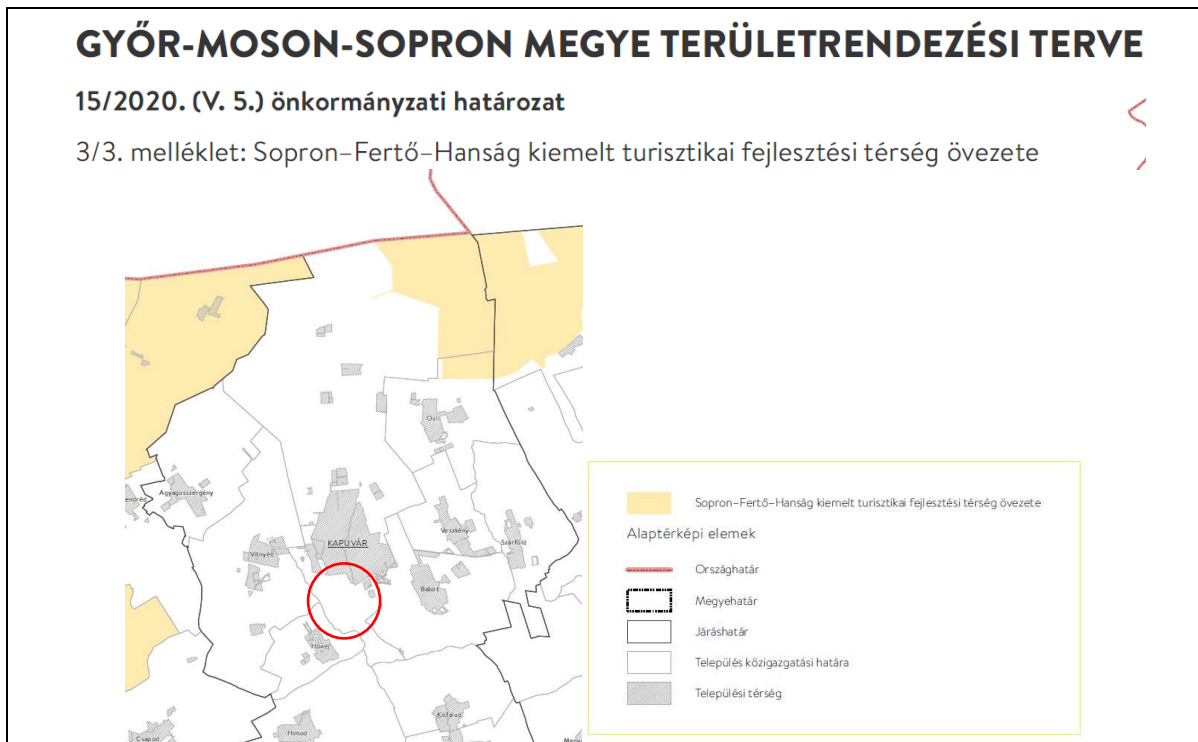 GYŐR-MOSON-SOPRON MEGYE TERÜLETRENDEZÉSI TERVE
15/2020. (V. 5.) önkormányzati határozat
3/3. melléklet: Sopron–Fertő–Hanság kiemelt turisztikai fejlesztési térség övezete
Osli
endréd
Agyagosszergény
KAPUVÁR
Veszkény
Szárföld
Vitnyéd
Babót
Hövej
Himod
Csapod
Sopron–Fertő–Hanság kiemelt turisztikai fejlesztési térség övezete
Alaptérképi elemek
Országhatár
Megyehatár
Járáshatár
Település közigazgatási határa
Települési térség